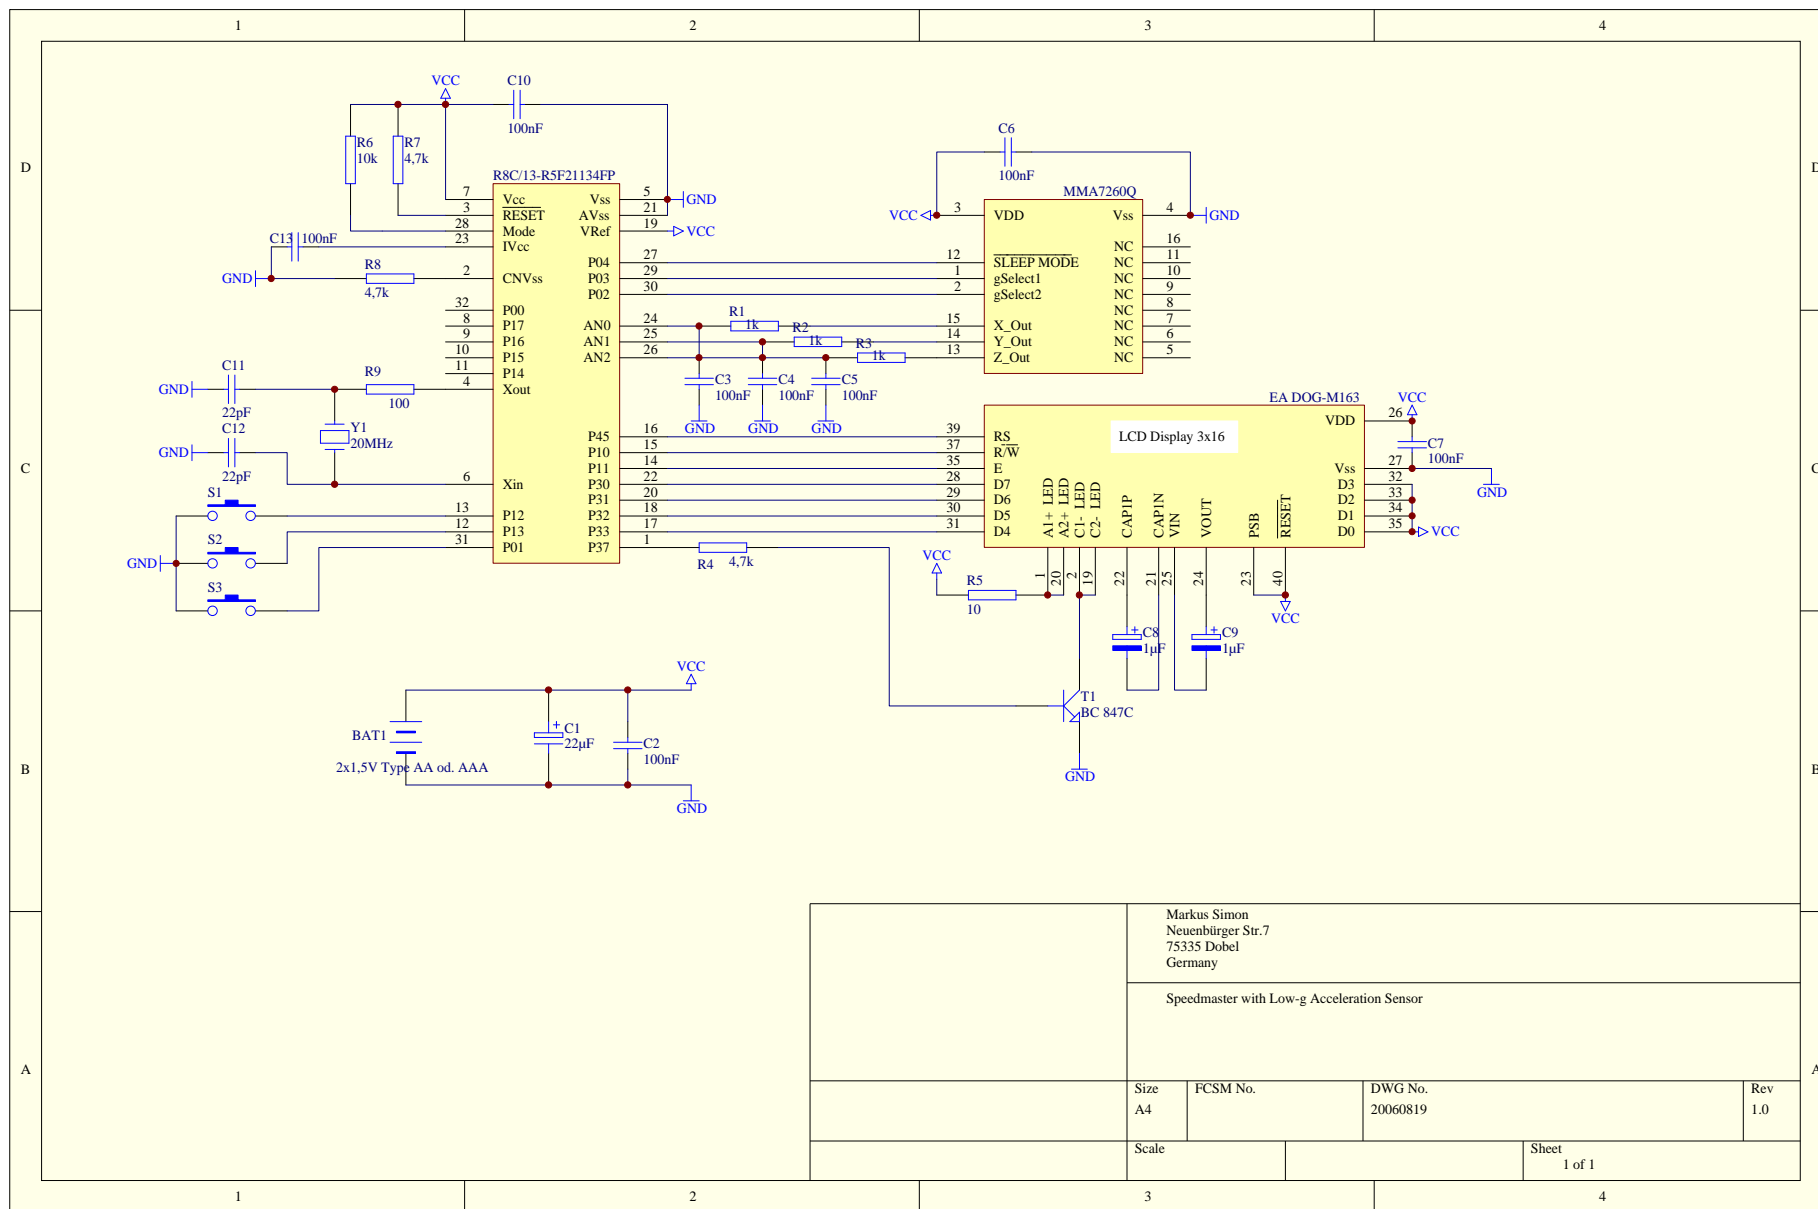 1 2 3 4
D D
C C
B B
A A
VCC
C10
100nF
R6
10k
R7
4,7k
R8C/13-R5F21134FP
7 Vcc Vss 5 GND
3 RESET AVss 21
28 Mode VRef 19 VCC
23 IVcc
C13 100nF
GND
R8
4,7k
2 CNVss
P04 27
P03 29
P02 30
32 P00
8 P17 AN0 24
9 P16 AN1 25
10 P15 AN2 26
11 P14
4 Xout
GND
C11
22pF
R9
100
Y1
20MHz
GND
C12
22pF
6 Xin
P45 16
P10 15
P11 14
P30 22
P31 20
13 P12 P32 18
12 P13 P33 17
31 P01 P37 1
S1
S2
S3
GND
R4 4,7k
R1
1k
R2
1k
R3
1k
C3
100nF
GND
C4
100nF
GND
C5
100nF
GND
C6
100nF
MMA7260Q
VCC 3 VDD Vss 4 GND
NC 16
12 SLEEP MODE NC 11
1 gSelect1 NC 10
2 gSelect2 NC 9
NC 8
15 X_Out NC 7
14 Y_Out NC 6
13 Z_Out NC 5
EA DOG-M163
LCD Display 3x16
VDD 26
VCC
C7
100nF
GND
39 RS
37 R/W
35 E Vss 27
28 D7 D3 32
29 D6 D2 33
30 D5 D1 34
31 D4 D0 35 VCC
A1+ LED
A2+ LED
C1- LED
C2- LED
CAP1P
CAP1N
VIN
VOUT
PSB
RESET
1
20
2
19
22
21
25
24
23
40
VCC
R5
10
VCC
+ C8
1µF
+ C9
1µF
T1
BC 847C
GND
VCC
BAT1
2x1,5V Type AA od. AAA
+ C1
22µF
C2
100nF
GND
Markus Simon
Neuenbürger Str.7
75335 Dobel
Germany
Speedmaster with Low-g Acceleration Sensor
Size FCSM No. DWG No. Rev
A4 20060819 1.0
Scale Sheet
1 of 1
1 2 3 4